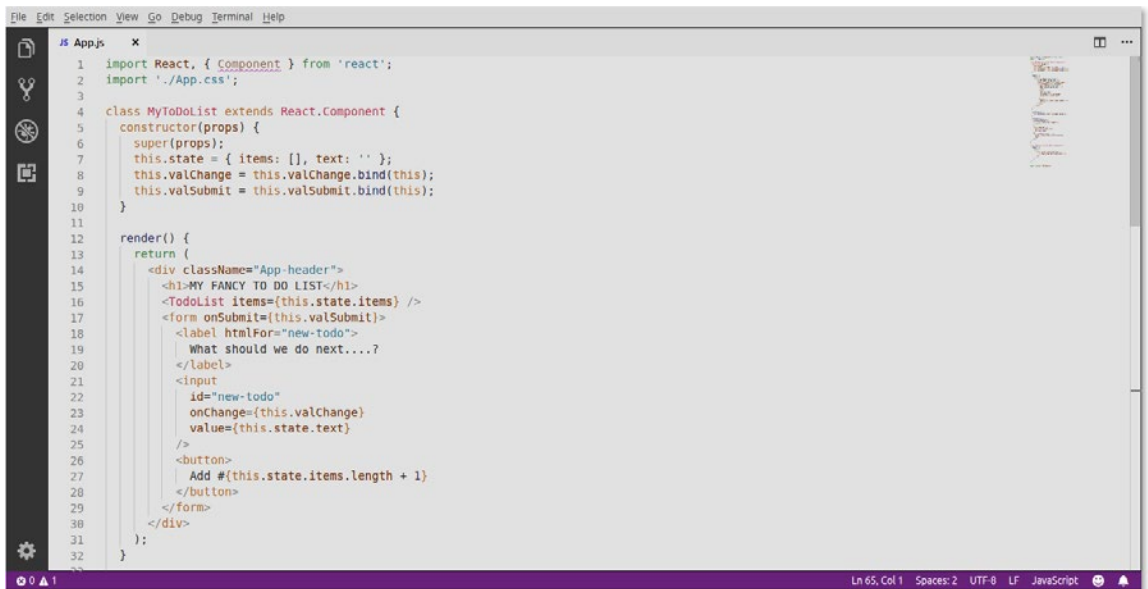 File Edit Selection View Go Debug Terminal Help
JS App.js ×
1 import React, { Component } from 'react';
2 import './App.css';
3
4 class MyToDoList extends React.Component {
5   constructor(props) {
6     super(props);
7     this.state = { items: [], text: '' };
8     this.valChange = this.valChange.bind(this);
9     this.valSubmit = this.valSubmit.bind(this);
10   }
11
12   render() {
13     return (
14       <div className="App-header">
15         <h1>MY FANCY TO DO LIST</h1>
16         <TodoList items={this.state.items} />
17         <form onSubmit={this.valSubmit}>
18           <label htmlFor="new-todo">
19             What should we do next....?
20           </label>
21           <input
22             id="new-todo"
23             onChange={this.valChange}
24             value={this.state.text}
25           />
26           <button>
27             Add #{this.state.items.length + 1}
28           </button>
29         </form>
30       </div>
31     );
32   }
0 1 Ln 65, Col 1 Spaces: 2 UTF-8 LF JavaScript